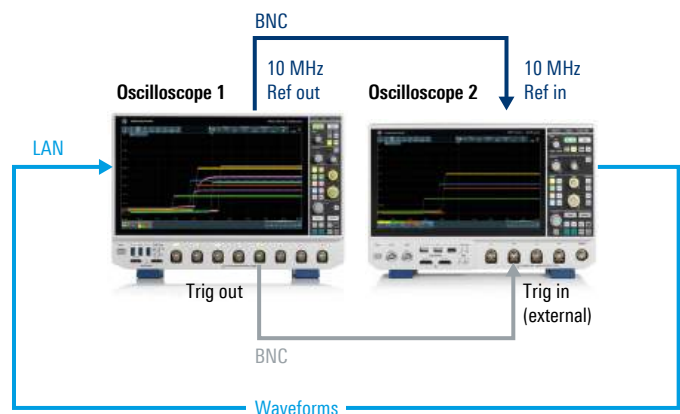 BNC
10 MHz
Ref out
10 MHz
Ref in
Oscilloscope 1
Oscilloscope 2
LAN
Trig out
Trig in
(external)
BNC
Waveforms